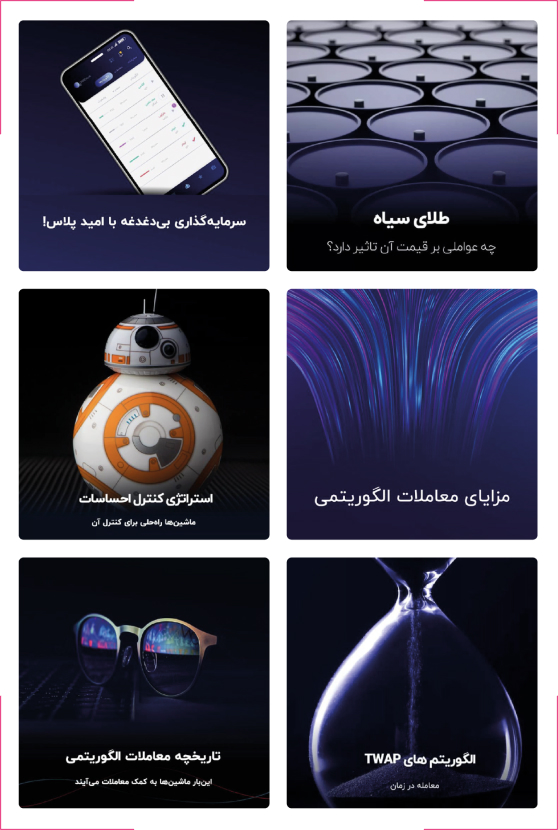 طلای سیاه
چه عواملی بر قیمت آن تاثیر دارد؟
سرمایه‌گذاری بی‌دغدغه با امید پلاس!
مزایای معاملات الگوریتمی
استراتژی کنترل احساسات
ماشین‌ها راه‌حلی برای کنترل آن
الگوریتم های TWAP
معامله در زمان
تاریخچه معاملات الگوریتمی
این‌بار ماشین‌ها به کمک معاملات می‌آیند